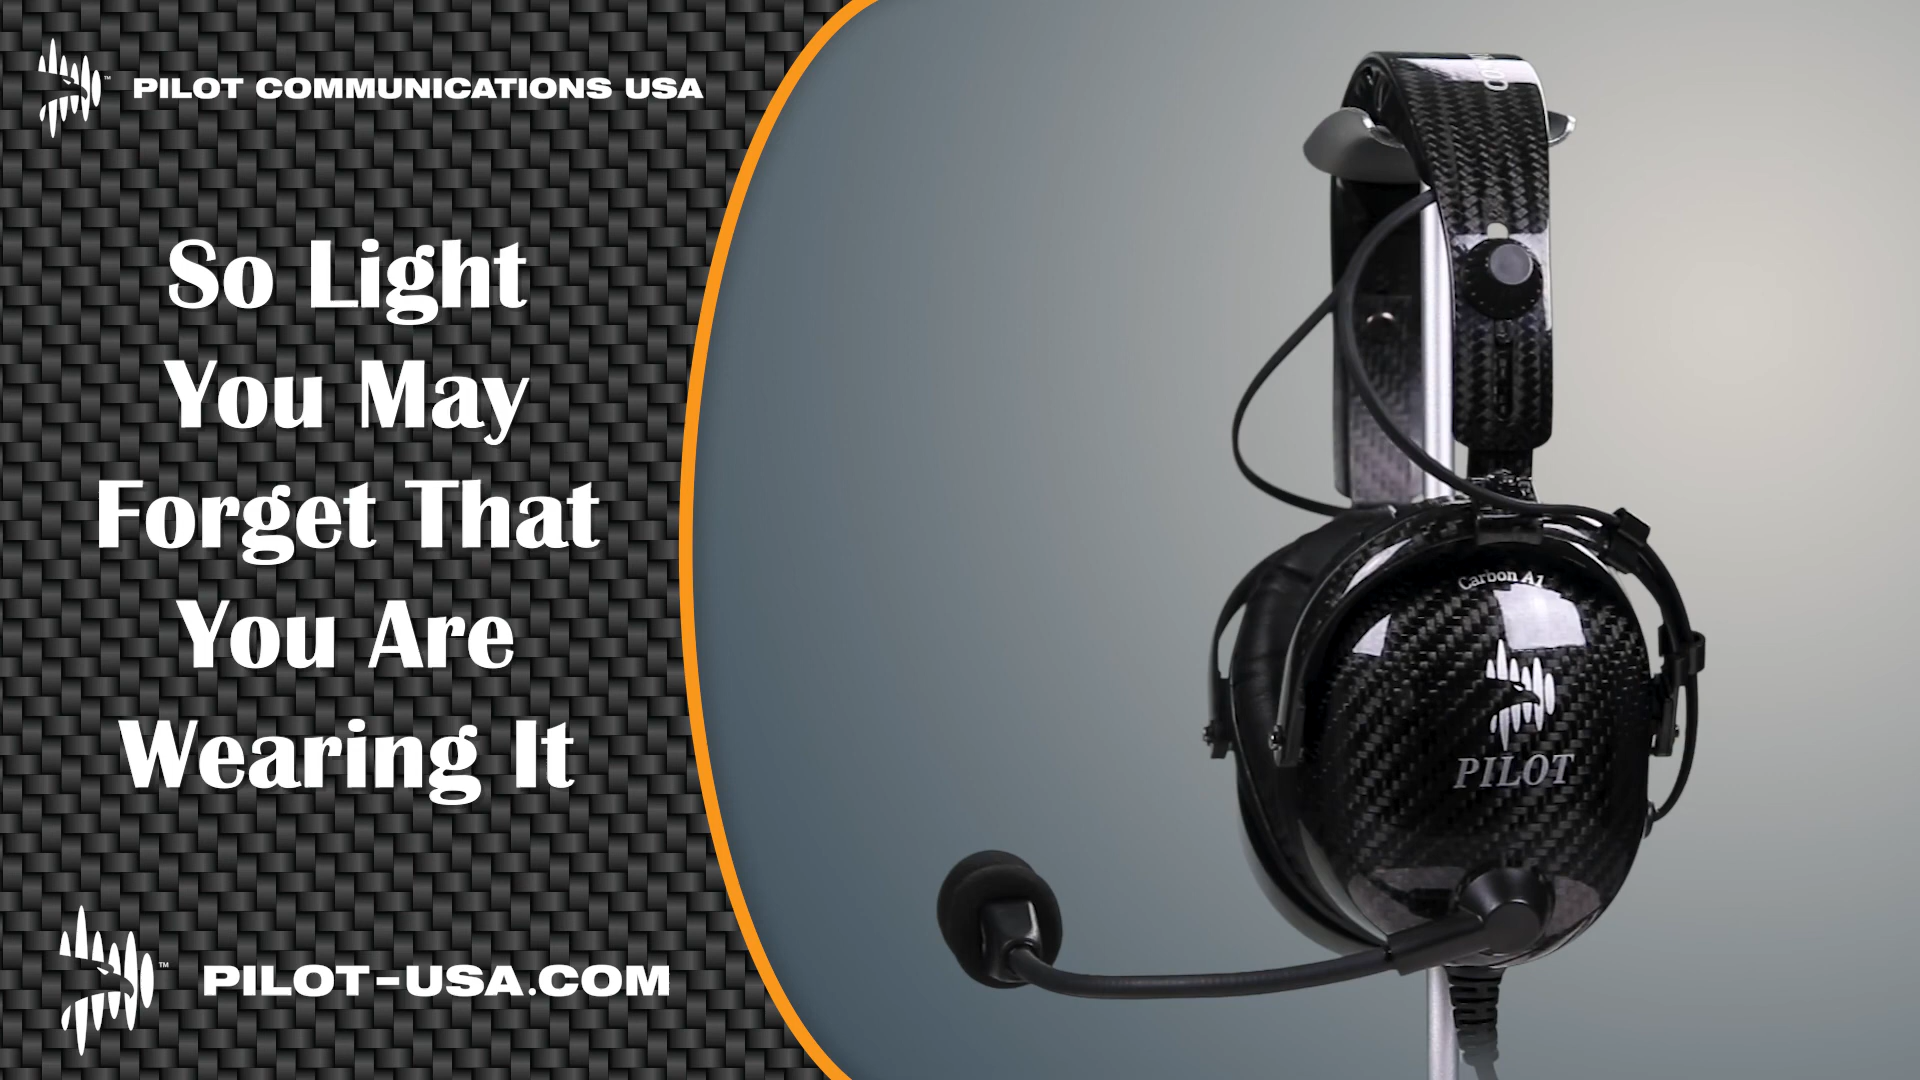 PILOT COMMUNICATIONS USA
So Light
You May
Forget That
You Are
Wearing It
PILOT-USA.COM
Carbon A1
PILOT